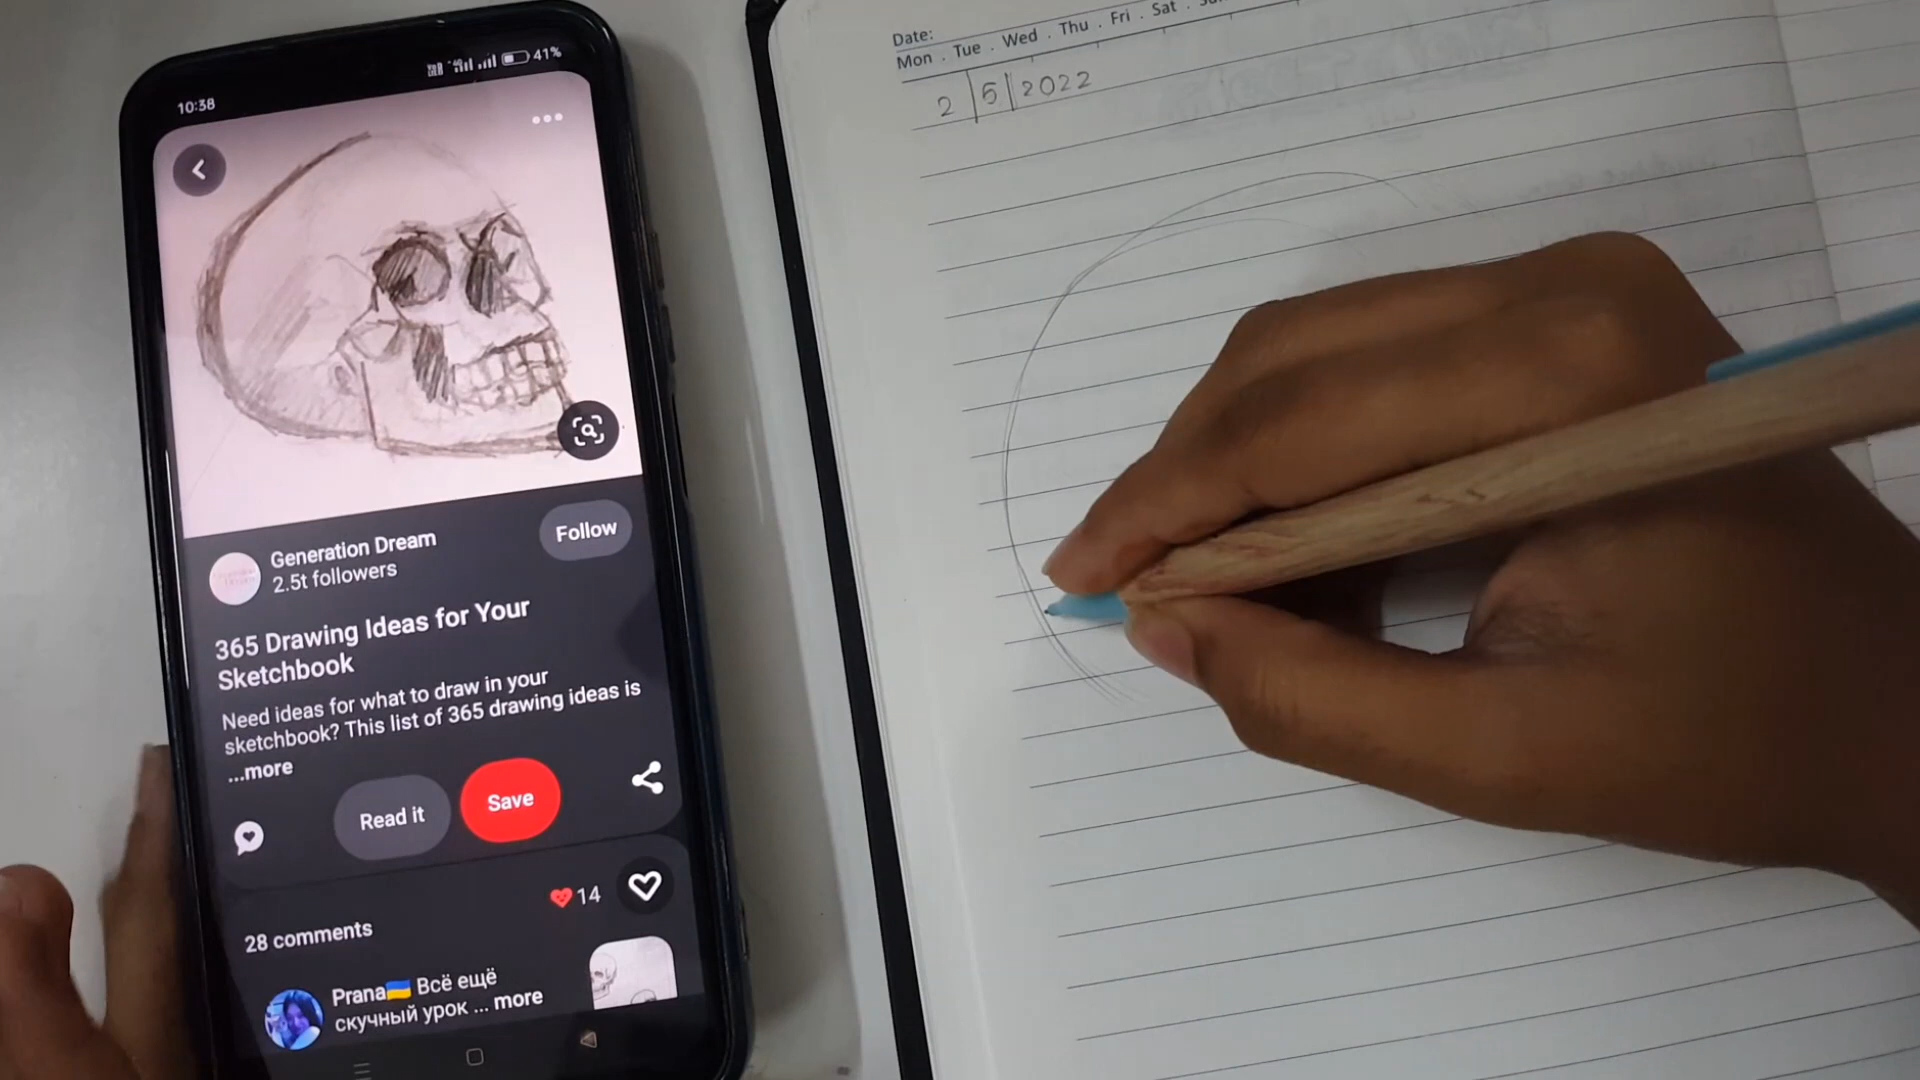 10:38
41%
Generation Dream
2.5t followers
Follow
365 Drawing Ideas for Your
Sketchbook
Need ideas for what to draw in your
sketchbook? This list of 365 drawing ideas is
...more
Read it
Save
14
28 comments
Prana🇺🇦 Всё ещё
скучный урок ... more
Date:
Mon . Tue . Wed . Thu . Fri . Sat .
2|5||2022